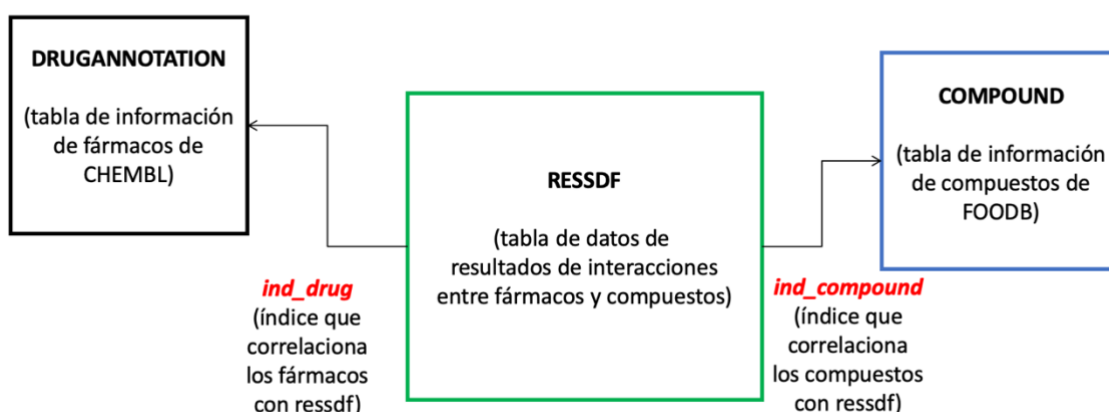 DRUGANNOTATION
(tabla de información
de fármacos de
CHEMBL)
RESSDF
(tabla de datos de
resultados de interacciones
entre fármacos y compuestos)
COMPOUND
(tabla de información
de compuestos de
FOODB)
ind_drug
(índice que
correlaciona
los fármacos
con ressdf)
ind_compound
(índice que
correlaciona
los compuestos
con ressdf)